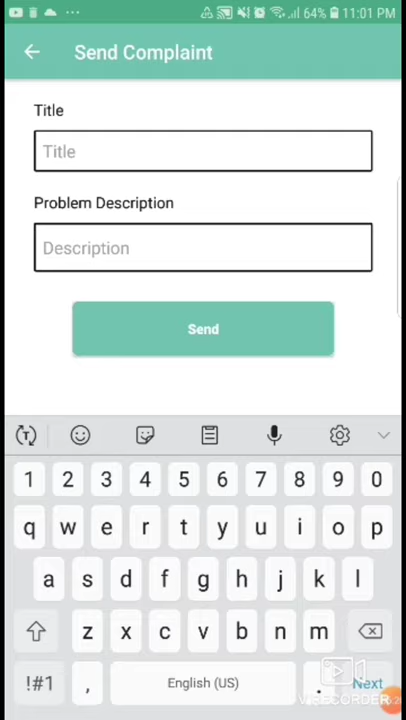 64% 11:01 PM
Send Complaint
Title
Title
Problem Description
Description
Send
1 2 3 4 5 6 7 8 9 0
q w e r t y u i o p
a s d f g h j k l
z x c v b n m
!#1 , English (US) . Next